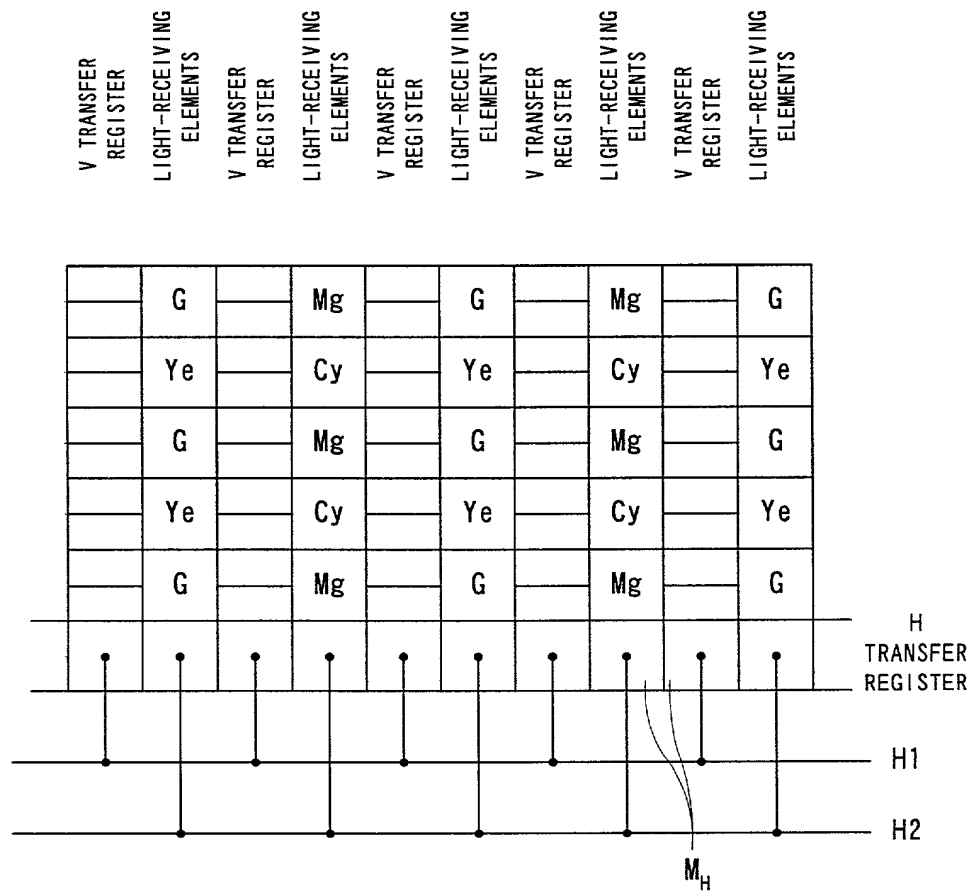 V TRANSFER
REGISTER
LIGHT-RECEIVING
ELEMENTS
V TRANSFER
REGISTER
LIGHT-RECEIVING
ELEMENTS
V TRANSFER
REGISTER
LIGHT-RECEIVING
ELEMENTS
V TRANSFER
REGISTER
LIGHT-RECEIVING
ELEMENTS
V TRANSFER
REGISTER
LIGHT-RECEIVING
ELEMENTS
G Mg G Mg G
Ye Cy Ye Cy Ye
G Mg G Mg G
Ye Cy Ye Cy Ye
G Mg G Mg G
H
TRANSFER
REGISTER
H1
H2
MH